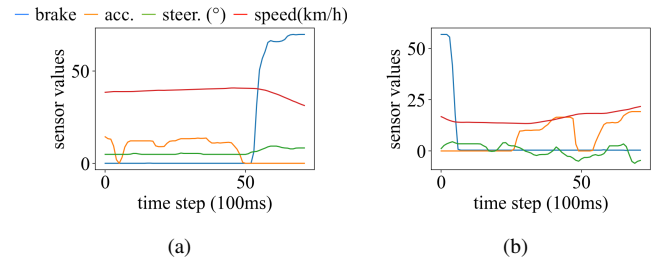 brake acc. steer. (°) speed(km/h)
sensor values
50
0
0
50
time step (100ms)
(a)
sensor values
50
25
0
0
50
time step (100ms)
(b)